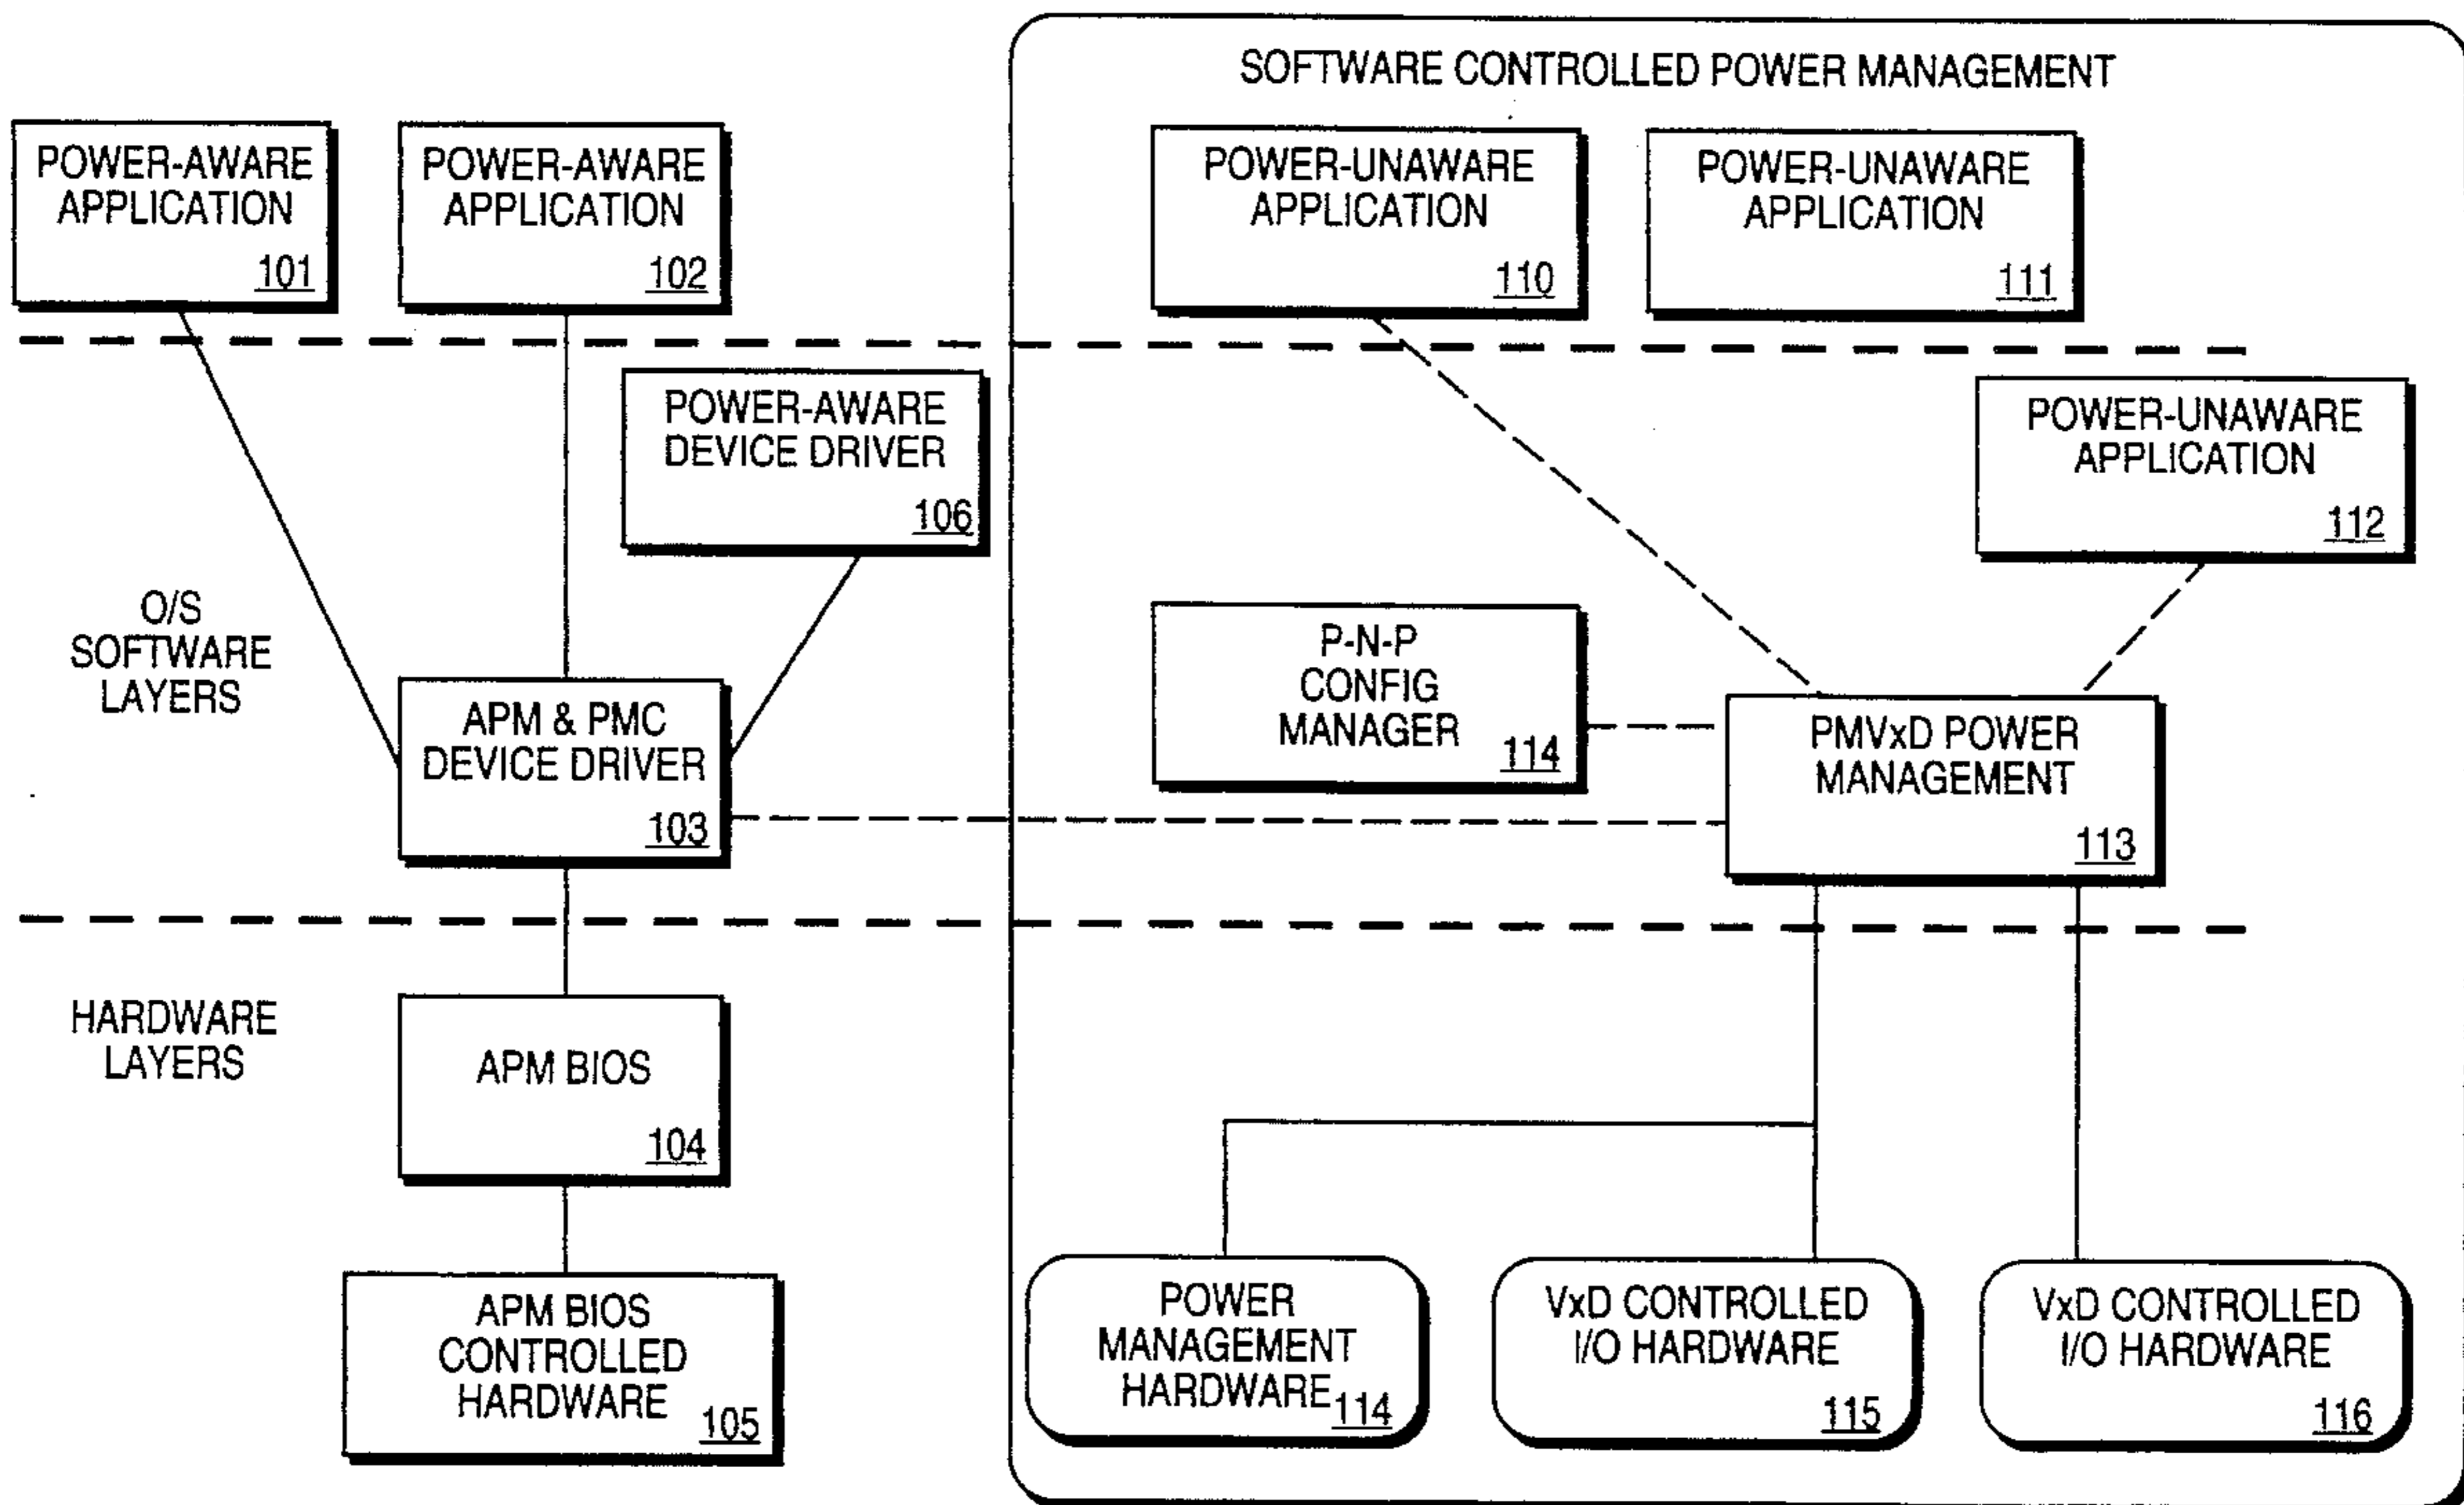 SOFTWARE CONTROLLED POWER MANAGEMENT
POWER-AWARE
APPLICATION
101
POWER-AWARE
APPLICATION
102
POWER-UNAWARE
APPLICATION
110
POWER-UNAWARE
APPLICATION
111
POWER-AWARE
DEVICE DRIVER
106
POWER-UNAWARE
APPLICATION
112
O/S
SOFTWARE
LAYERS
APM & PMC
DEVICE DRIVER
103
P-N-P
CONFIG
MANAGER
114
PMVxD POWER
MANAGEMENT
113
HARDWARE
LAYERS
APM BIOS
104
APM BIOS
CONTROLLED
HARDWARE
105
POWER
MANAGEMENT
HARDWARE
114
VxD CONTROLLED
I/O HARDWARE
115
VxD CONTROLLED
I/O HARDWARE
116